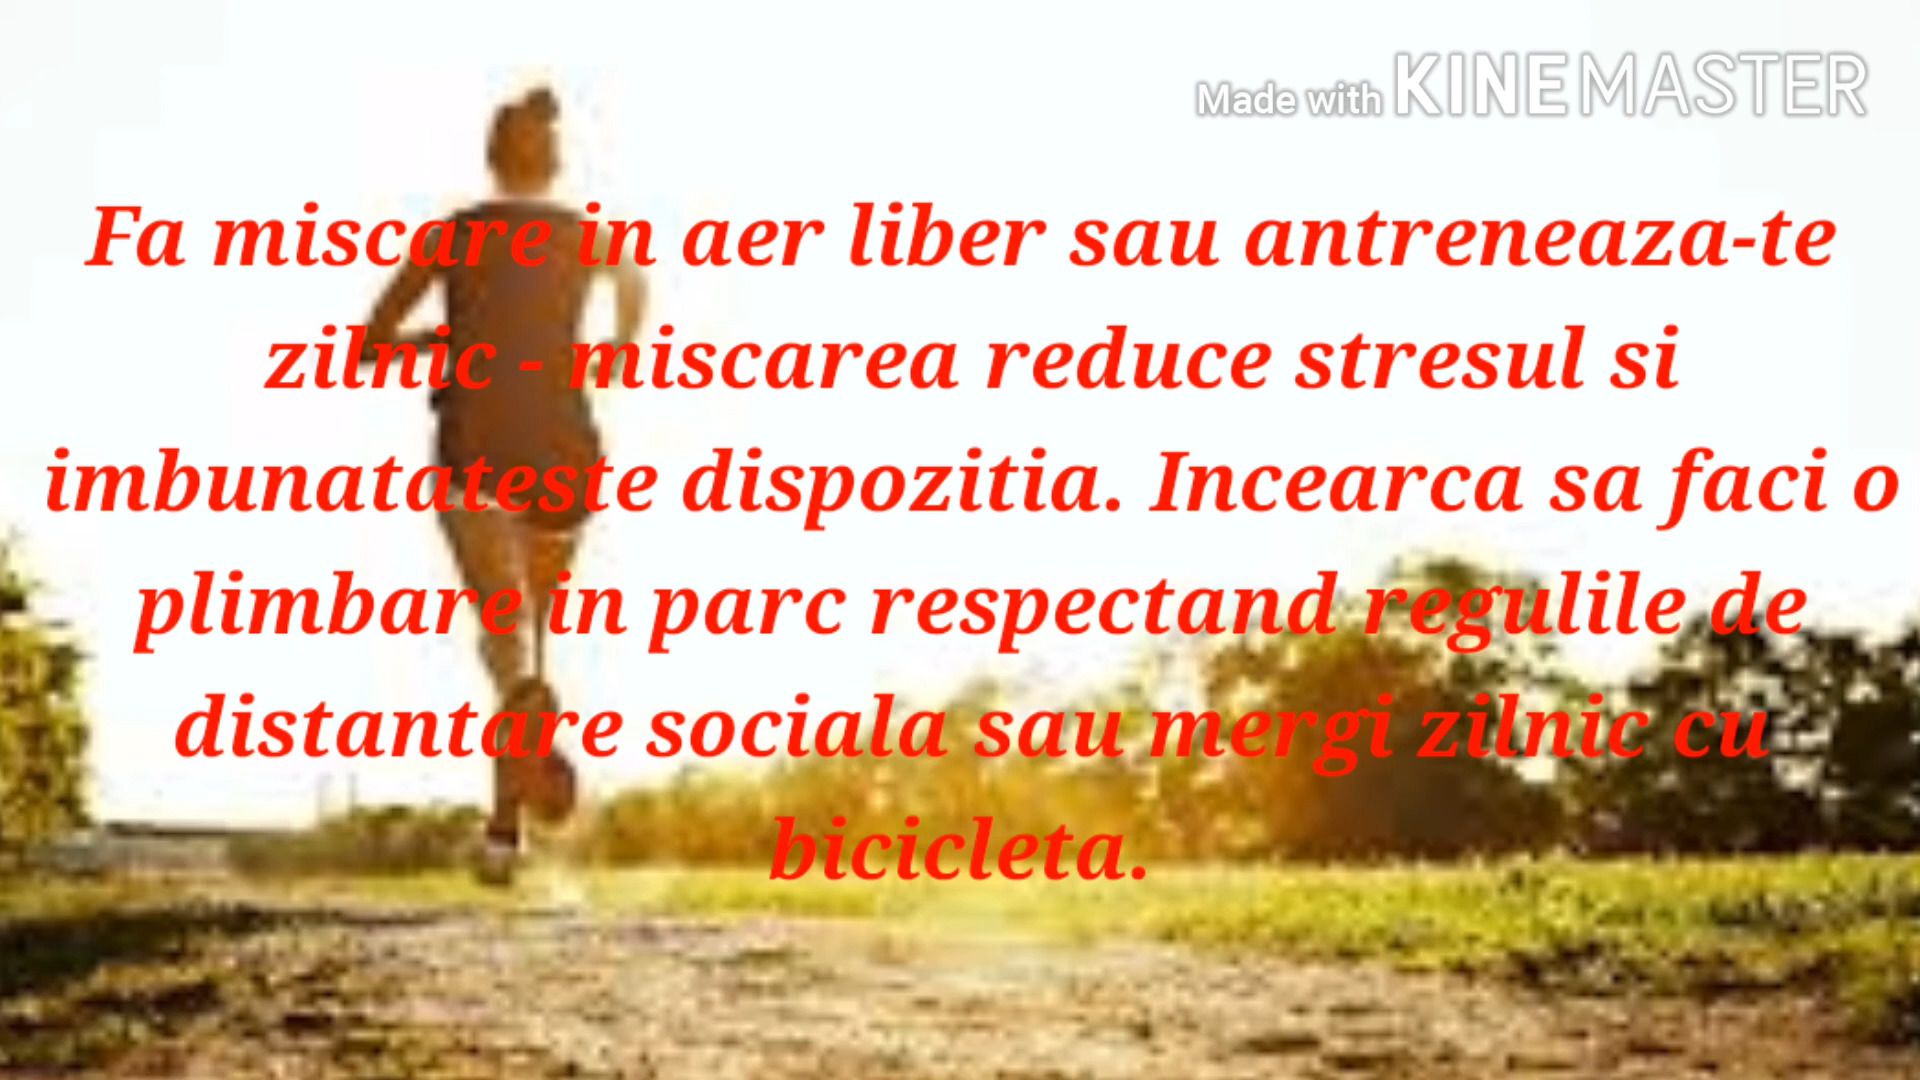 Made with KINEMASTER
Fa miscare in aer liber sau antreneaza-te
zilnic - miscarea reduce stresul si
imbunatateste dispozitia. Incearca sa faci o
plimbare in parc respectand regulile de
distantare sociala sau mergi zilnic cu
bicicleta.